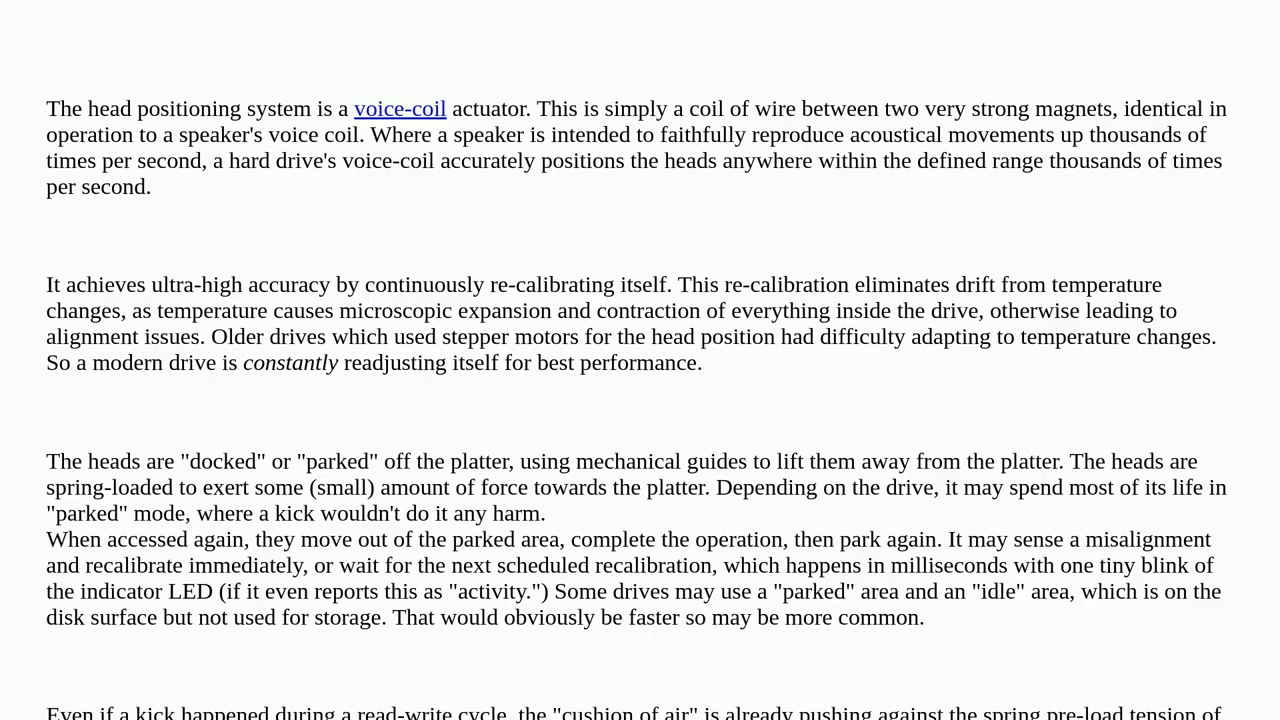 The head positioning system is a voice-coil actuator. This is simply a coil of wire between two very strong magnets, identical in
operation to a speaker's voice coil. Where a speaker is intended to faithfully reproduce acoustical movements up thousands of
times per second, a hard drive's voice-coil accurately positions the heads anywhere within the defined range thousands of times
per second.
It achieves ultra-high accuracy by continuously re-calibrating itself. This re-calibration eliminates drift from temperature
changes, as temperature causes microscopic expansion and contraction of everything inside the drive, otherwise leading to
alignment issues. Older drives which used stepper motors for the head position had difficulty adapting to temperature changes.
So a modern drive is constantly readjusting itself for best performance.
The heads are "docked" or "parked" off the platter, using mechanical guides to lift them away from the platter. The heads are
spring-loaded to exert some (small) amount of force towards the platter. Depending on the drive, it may spend most of its life in
"parked" mode, where a kick wouldn't do it any harm.
When accessed again, they move out of the parked area, complete the operation, then park again. It may sense a misalignment
and recalibrate immediately, or wait for the next scheduled recalibration, which happens in milliseconds with one tiny blink of
the indicator LED (if it even reports this as "activity.") Some drives may use a "parked" area and an "idle" area, which is on the
disk surface but not used for storage. That would obviously be faster so may be more common.
Even if a kick happened during a read-write cycle, the "cushion of air" is already pushing against the spring pre-load tension of